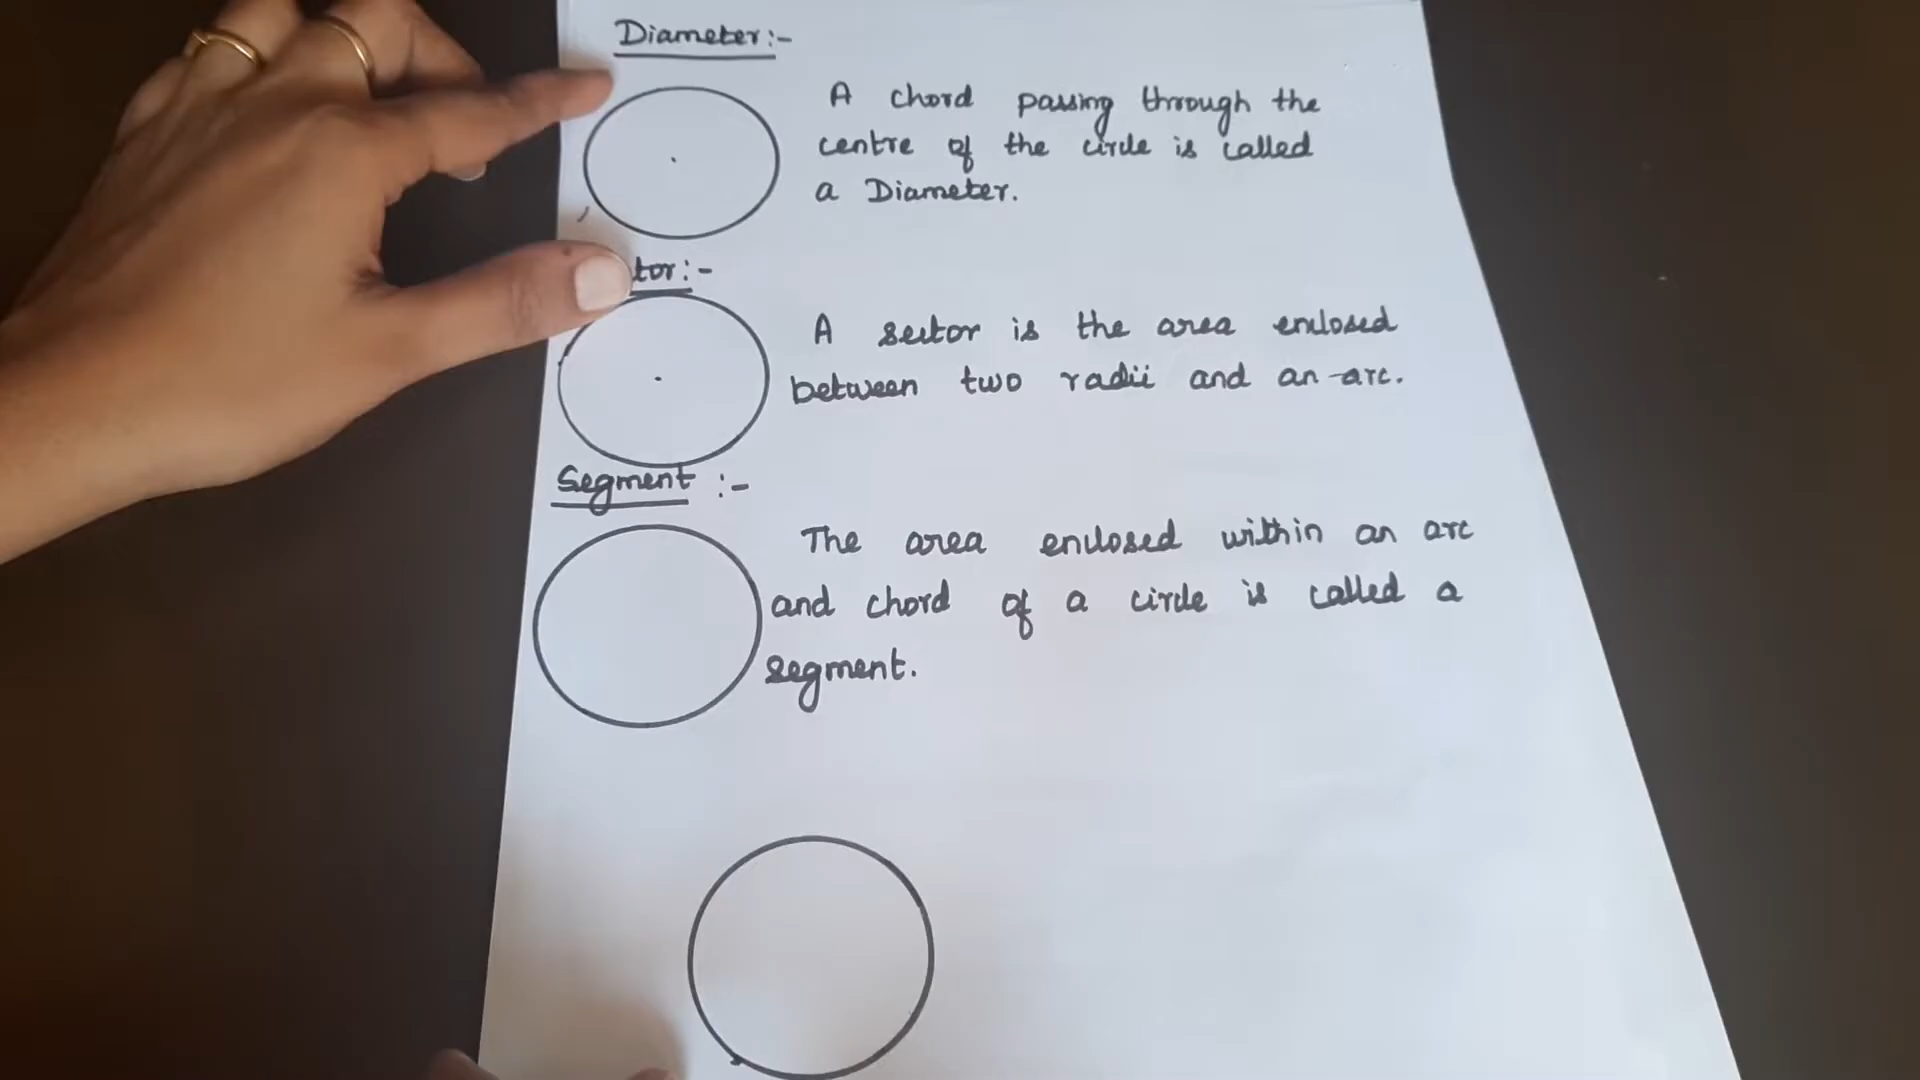 Diameter:-
A chord passing through the
centre of the circle is called
a Diameter.
tor:-
A sector is the area enclosed
between two radii and an arc.
Segment :-
The area enclosed within an arc
and chord of a circle is called a
segment.